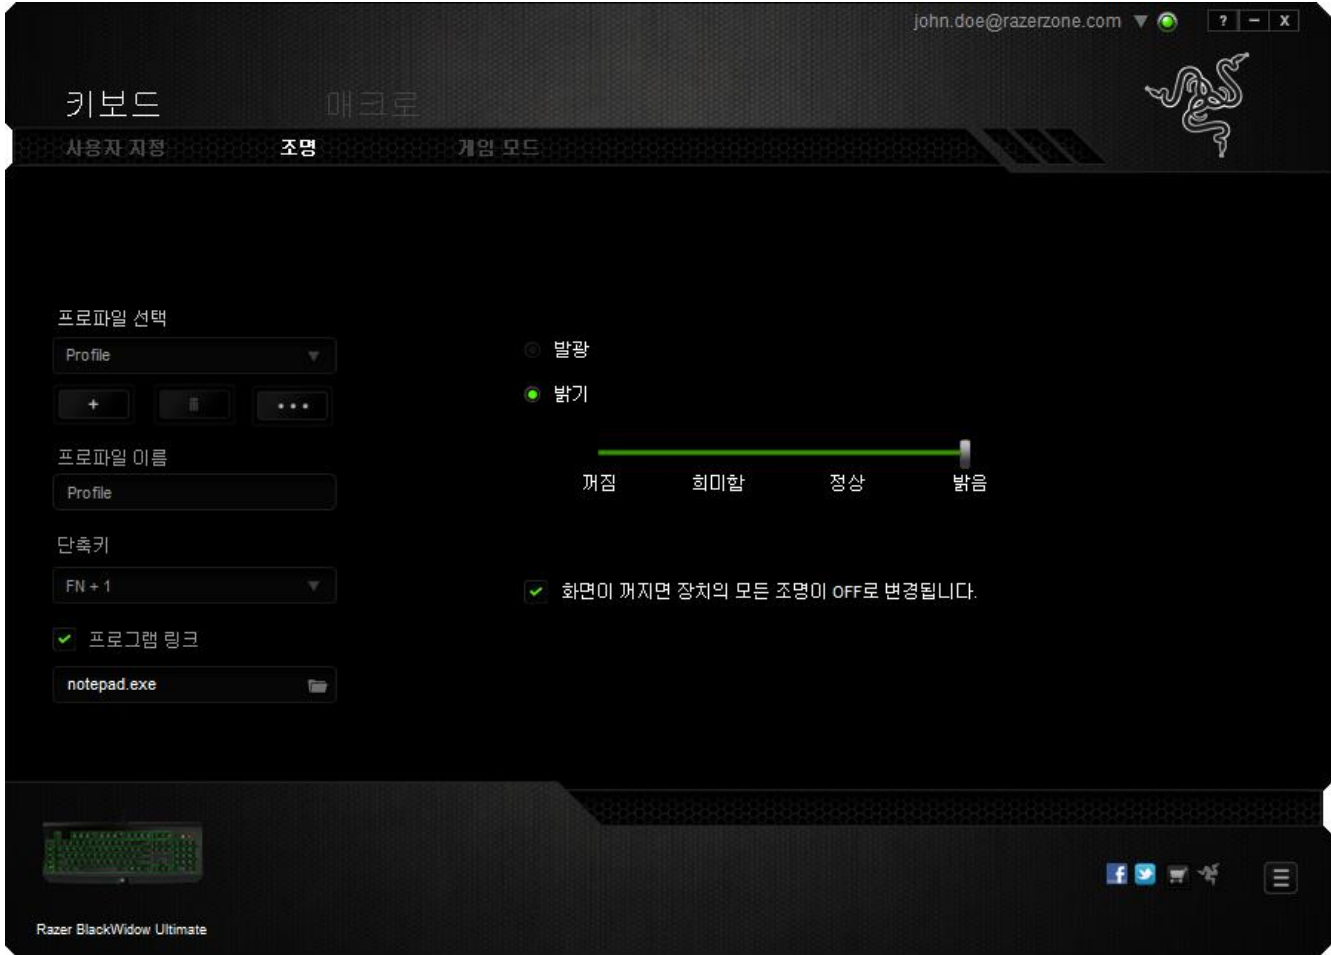 john.doe@razerzone.com
? − X
키보드 매크로
사용자 지정 조명 게임 모드
프로파일 선택
Profile
프로파일 이름
Profile
단축키
FN + 1
프로그램 링크
notepad.exe
발광
밝기
꺼짐 희미함 정상 밝음
화면이 꺼지면 장치의 모든 조명이 OFF로 변경됩니다.
Razer BlackWidow Ultimate